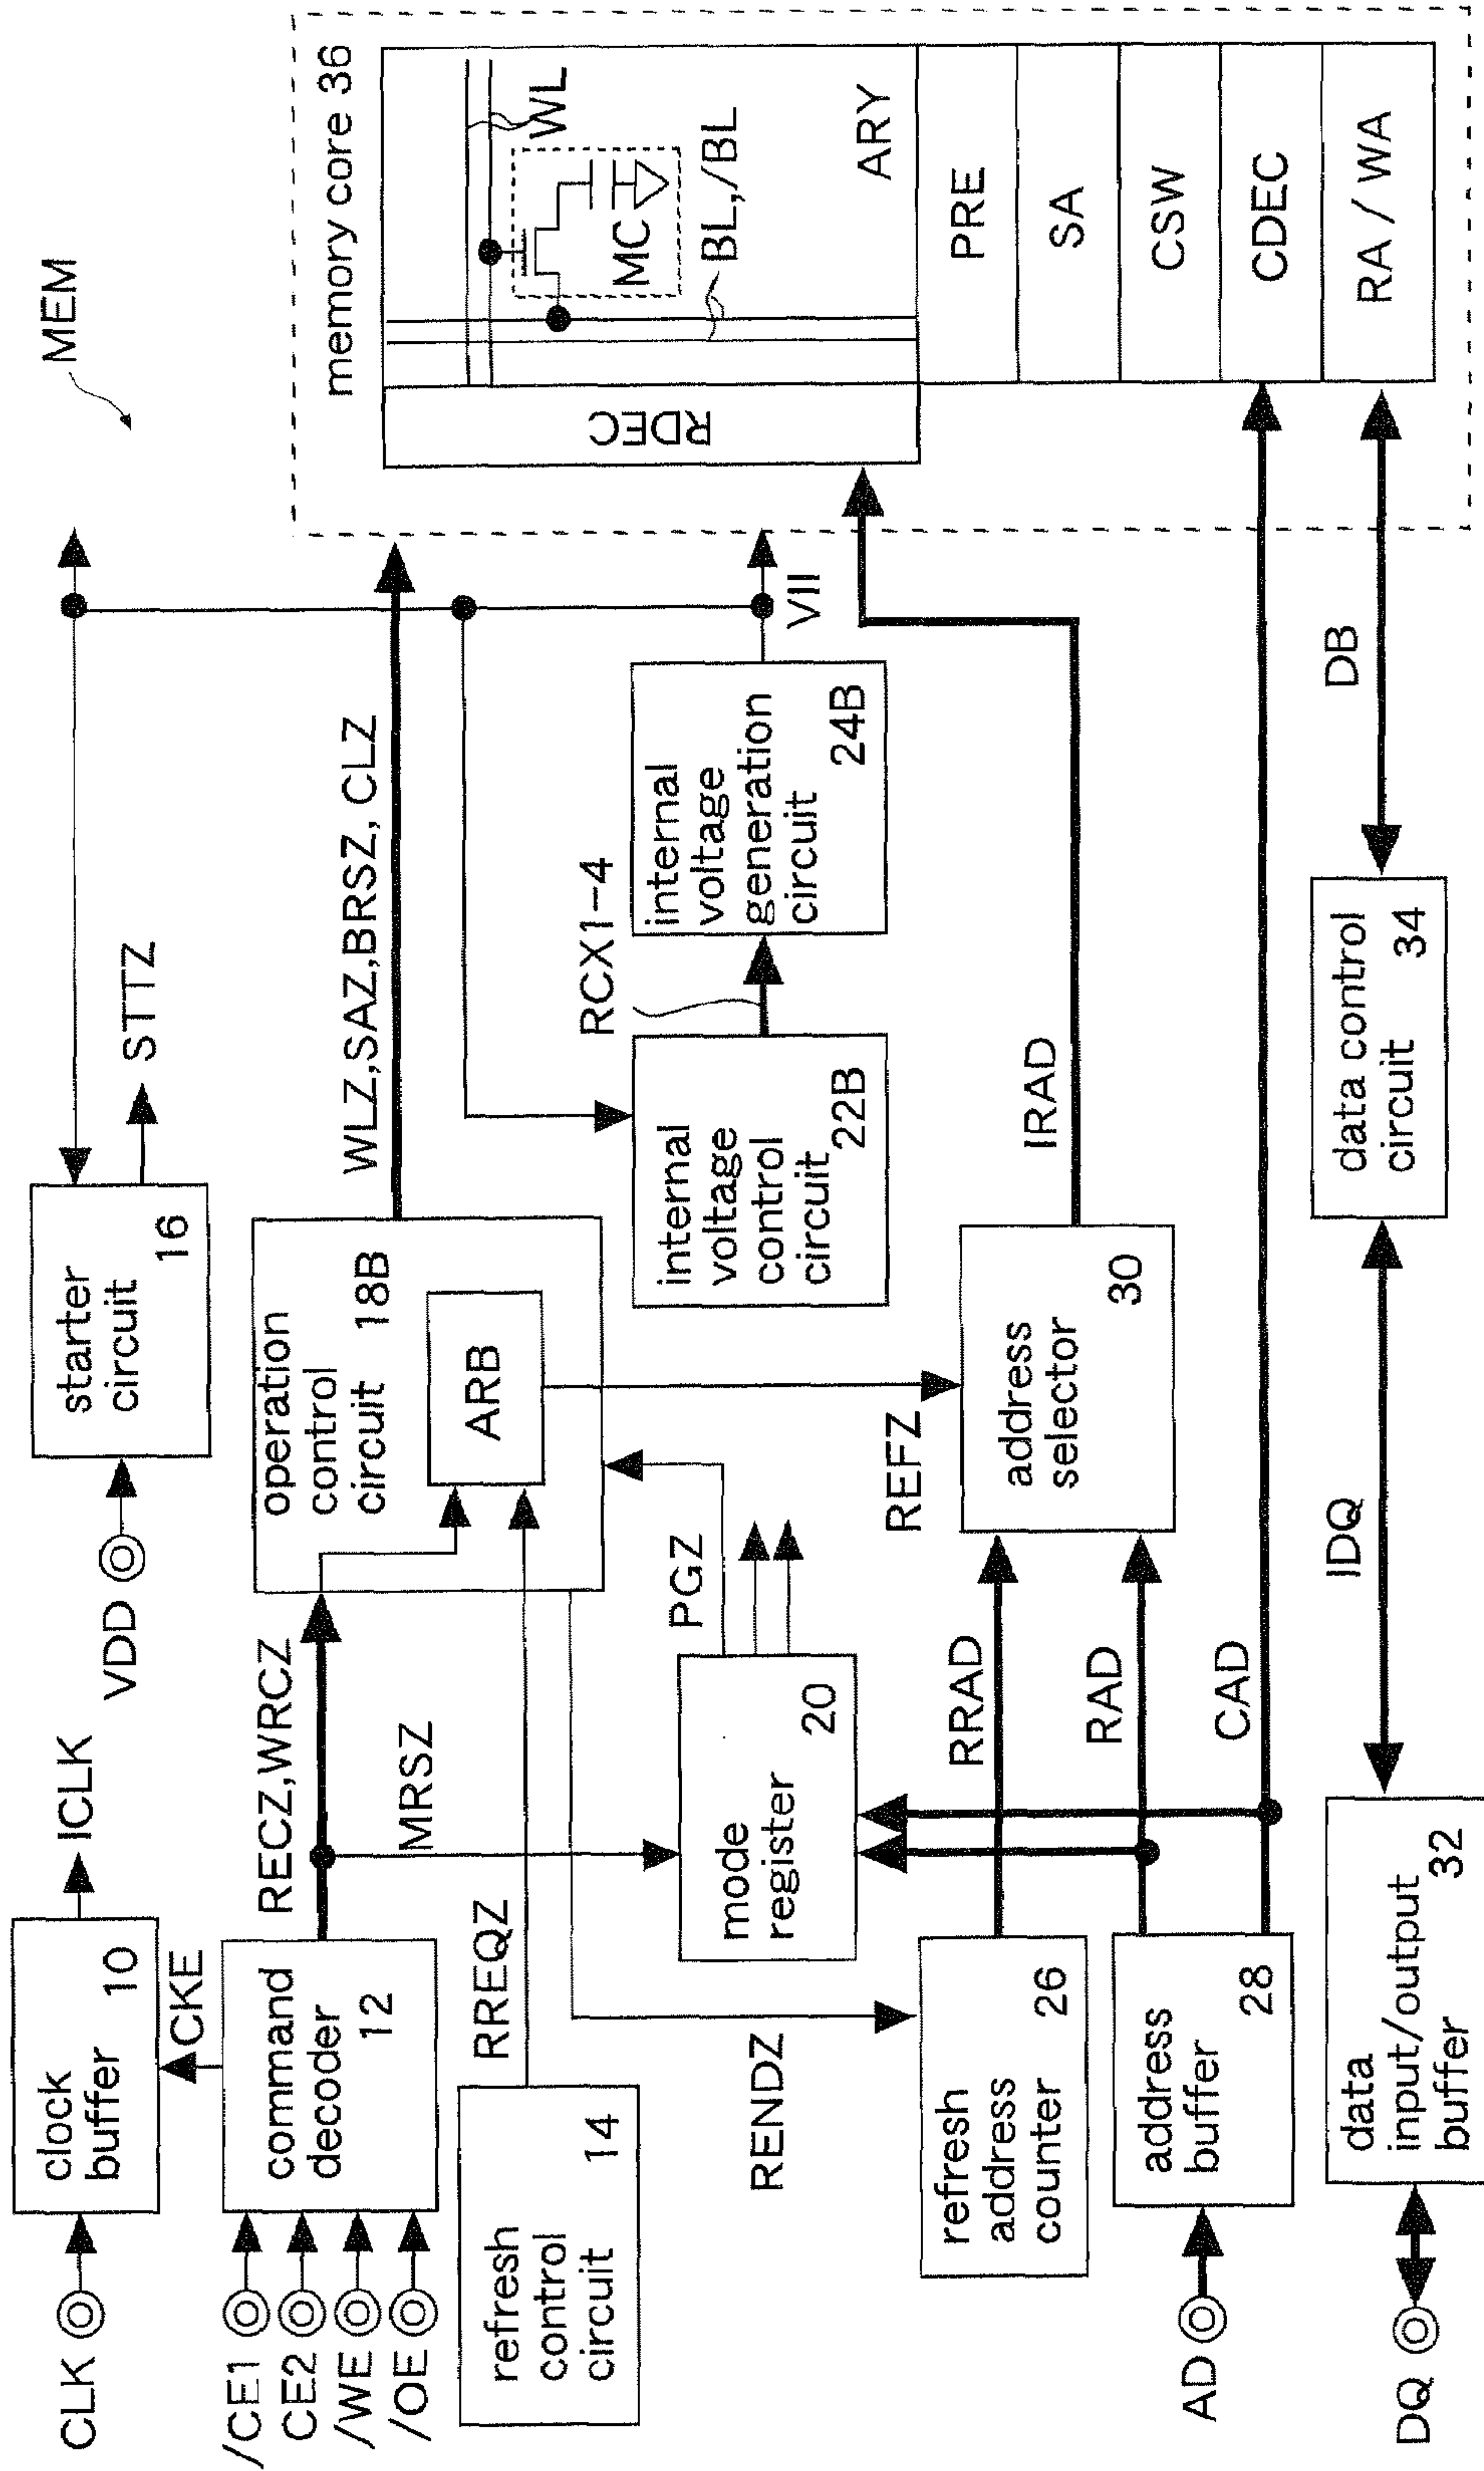 MEM
CLK
clock
buffer
10
ICLK
CKE
VDD
starter
circuit
16
STTZ
/CE1
CE2
/WE
/OE
command
decoder
12
RECZ,WRCZ
MRSZ
operation
control
circuit
18B
ARB
WLZ,SAZ,BRSZ, CLZ
refresh
control
circuit
14
RREQZ
RENDZ
mode
register
20
PGZ
REFZ
internal
voltage
control
circuit
22B
RCX1-4
internal
voltage
generation
circuit
24B
VII
refresh
address
counter
26
RRAD
AD
address
buffer
28
RAD
CAD
address
selector
30
IRAD
DQ
data
input/output
buffer
32
IDQ
data control
circuit
34
DB
memory core 36
RDEC
WL
MC
BL,/BL
ARY
PRE
SA
CSW
CDEC
RA / WA